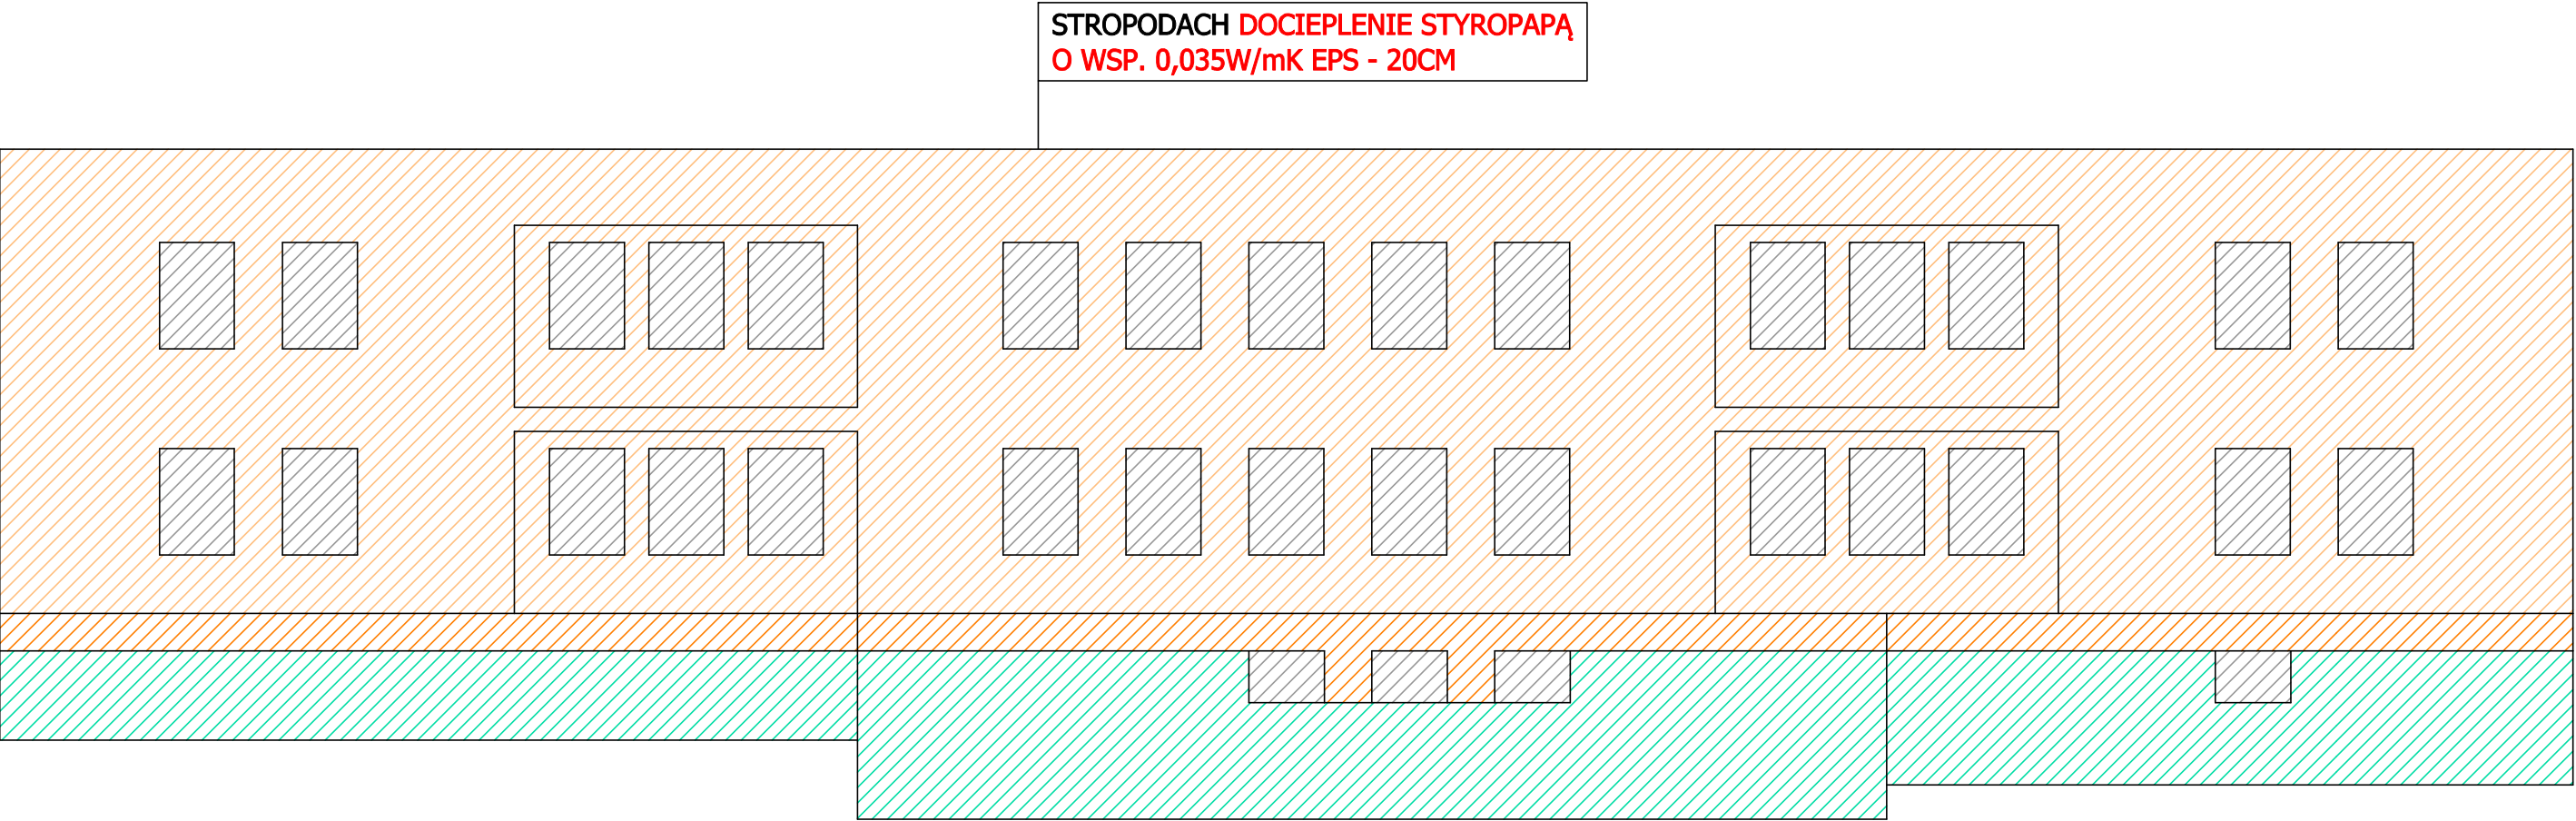 STROPODACH DOCIEPLENIE STYROPAPĄ
O WSP. 0,035W/mK EPS - 20CM